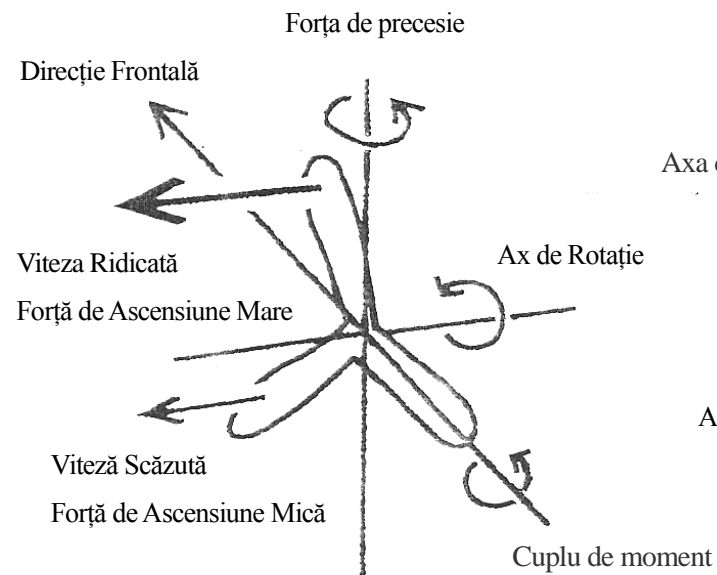 Forța de precesie
Direcție Frontală
Axa
Ax de Rotație
Viteza Ridicată
Forță de Ascensiune Mare
Viteză Scăzută
Forță de Ascensiune Mică
Cuplu de moment